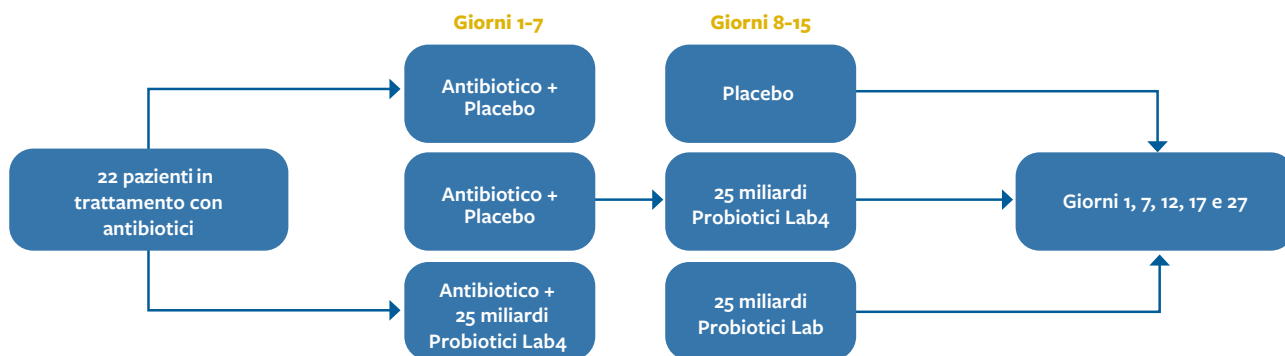 Giorni 1-7
Giorni 8-15
22 pazienti in
trattamento con
antibiotici
Antibiotico +
Placebo
Placebo
Antibiotico +
Placebo
25 miliardi
Probiotici Lab4
Antibiotico +
25 miliardi
Probiotici Lab4
25 miliardi
Probiotici Lab
Giorni 1, 7, 12, 17 e 27